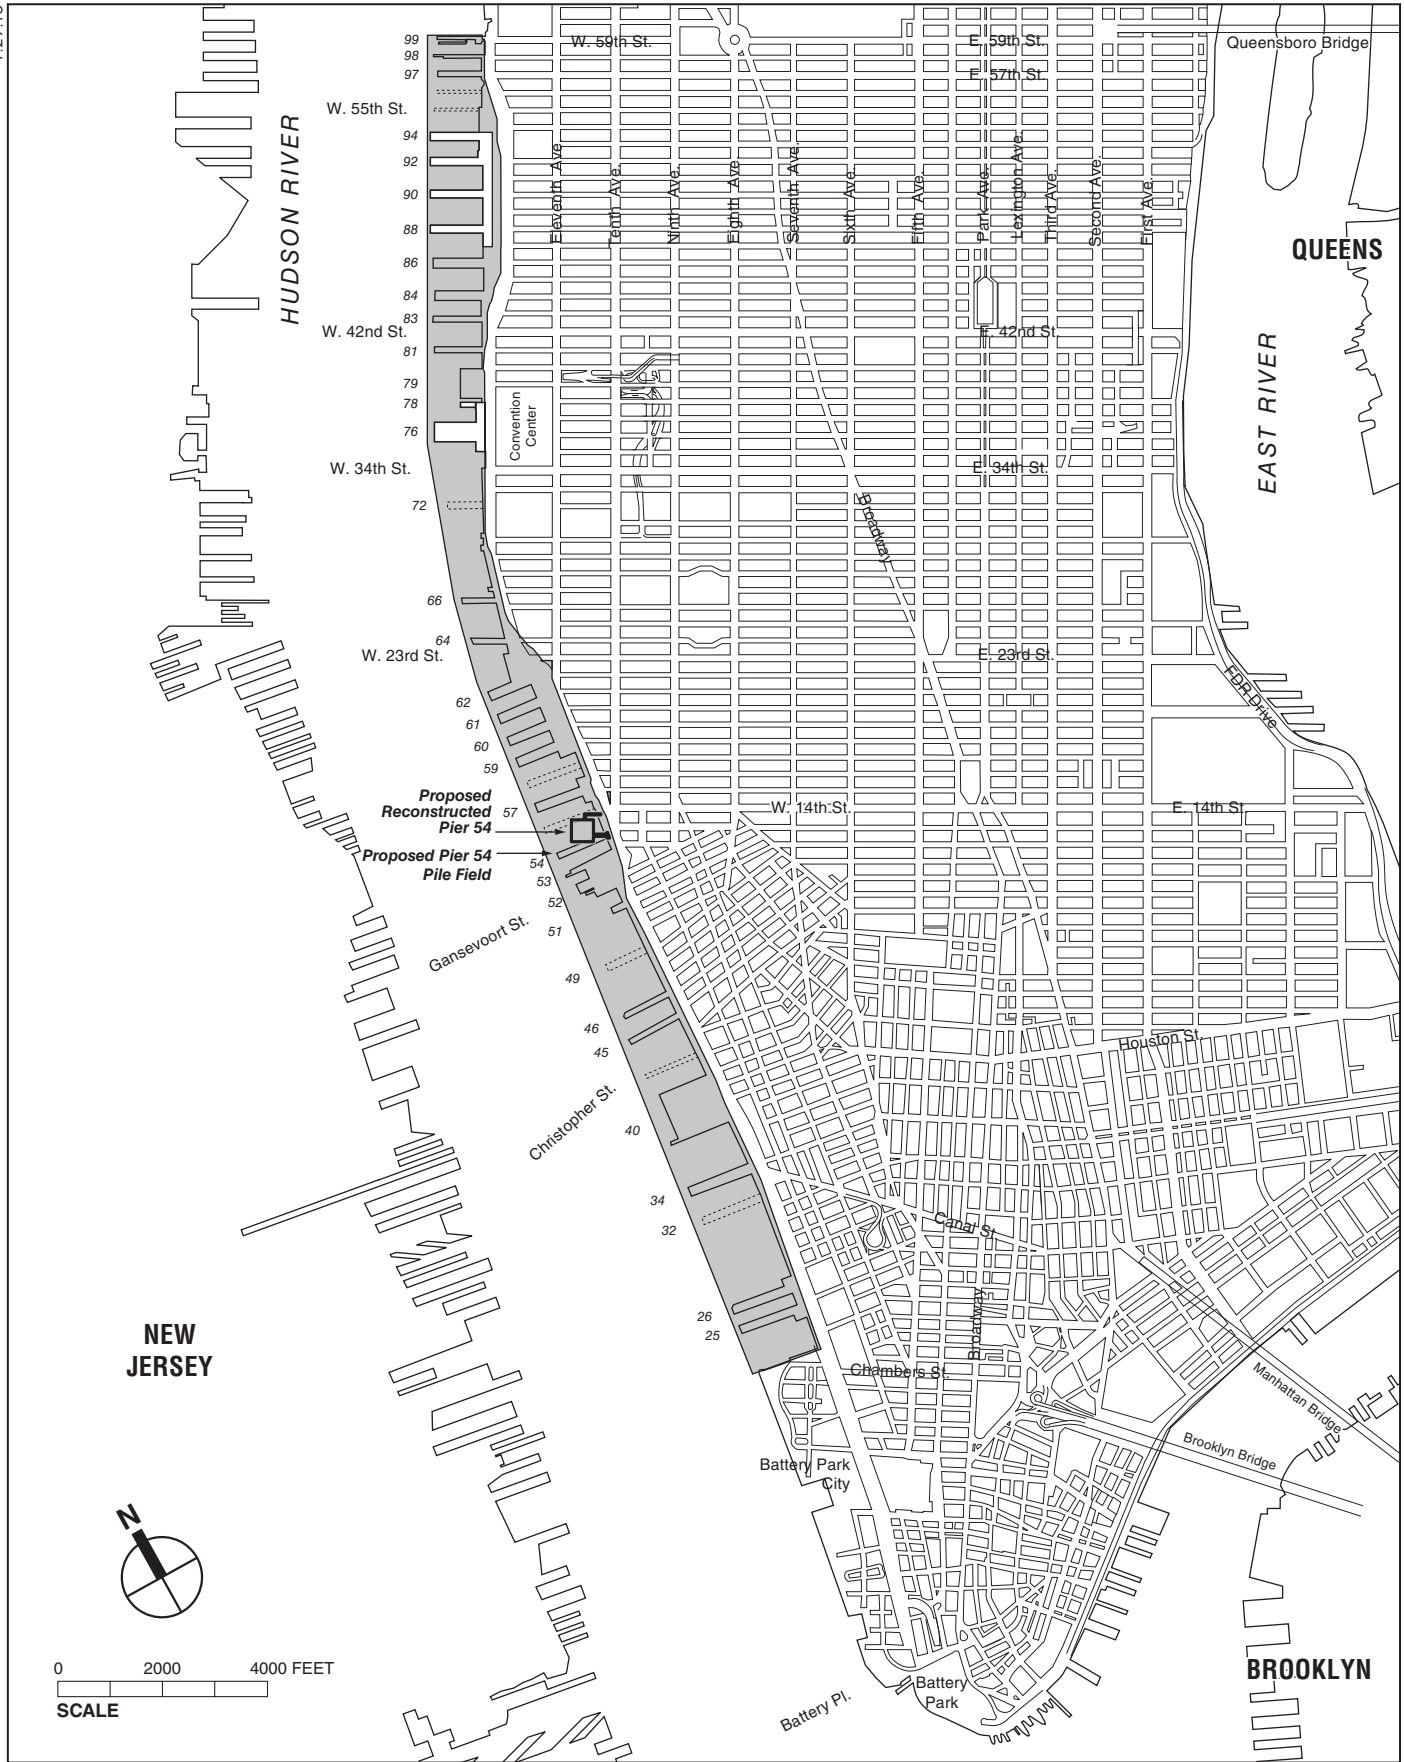 99
W. 59th St.
E. 59th St.
Queensboro Bridge
98
97
E. 57th St.
W. 55th St.
94
92
90
88
86
84
83
W. 42nd St.
E. 42nd St.
81
79
78
76
HUDSON RIVER
Eleventh Ave.
Tenth Ave.
Ninth Ave.
Eighth Ave.
Seventh Ave.
Sixth Ave.
Fifth Ave.
Park Ave.
Lexington Ave.
Third Ave.
Second Ave.
First Ave.
QUEENS
EAST RIVER
Convention
Center
W. 34th St.
E. 34th St.
72
Broadway
66
64
W. 23rd St.
E. 23rd St.
FDR Drive
62
61
60
59
57
Proposed
Reconstructed
Pier 54
W. 14th St.
E. 14th St.
Proposed Pier 54
Pile Field
54
53
52
51
Gansevoort St.
49
46
45
Houston St.
Christopher St.
40
34
32
Canal St.
26
25
Broadway
NEW
JERSEY
Chambers St.
Manhattan Bridge
Brooklyn Bridge
Battery Park
City
N
0 2000 4000 FEET
SCALE
Battery Pl.
Battery
Park
BROOKLYN